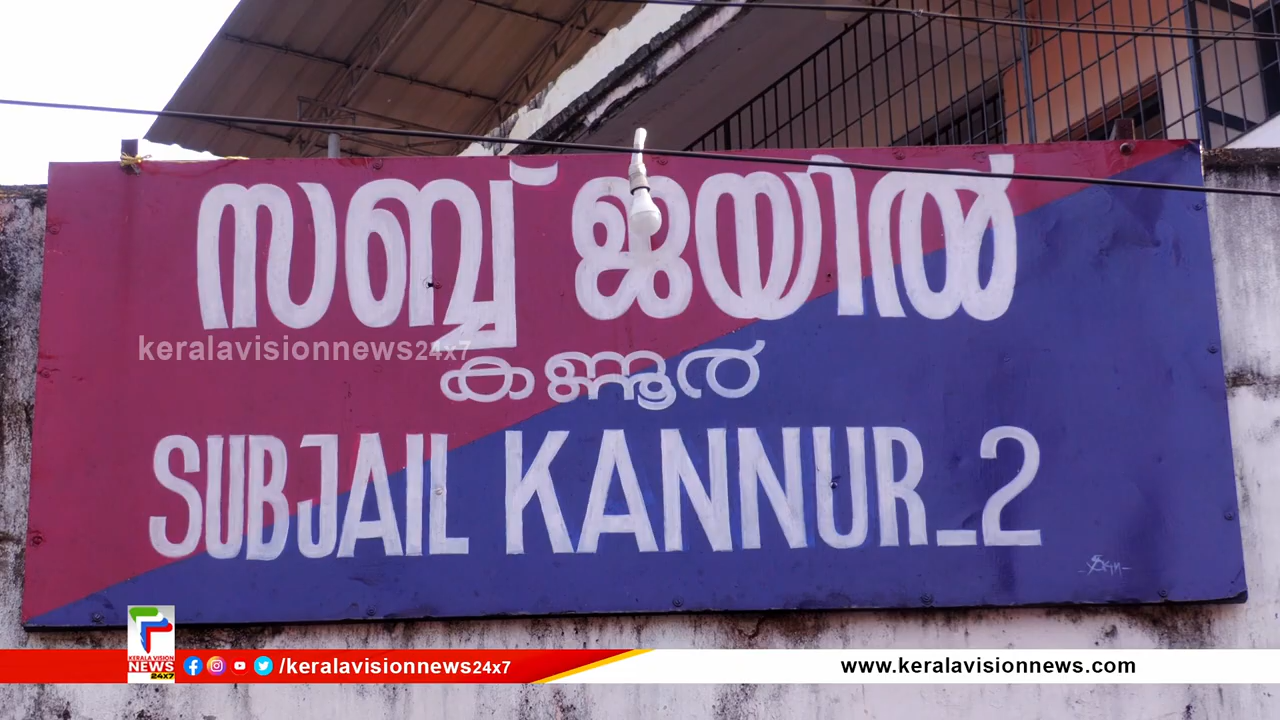 സബ്ബ് ജയിൽ
keralavisionnews24x7
കണ്ണൂർ
SUBJAIL KANNUR_2
KERALA VISION
NEWS
24x7
/keralavisionnews24x7
www.keralavisionnews.com